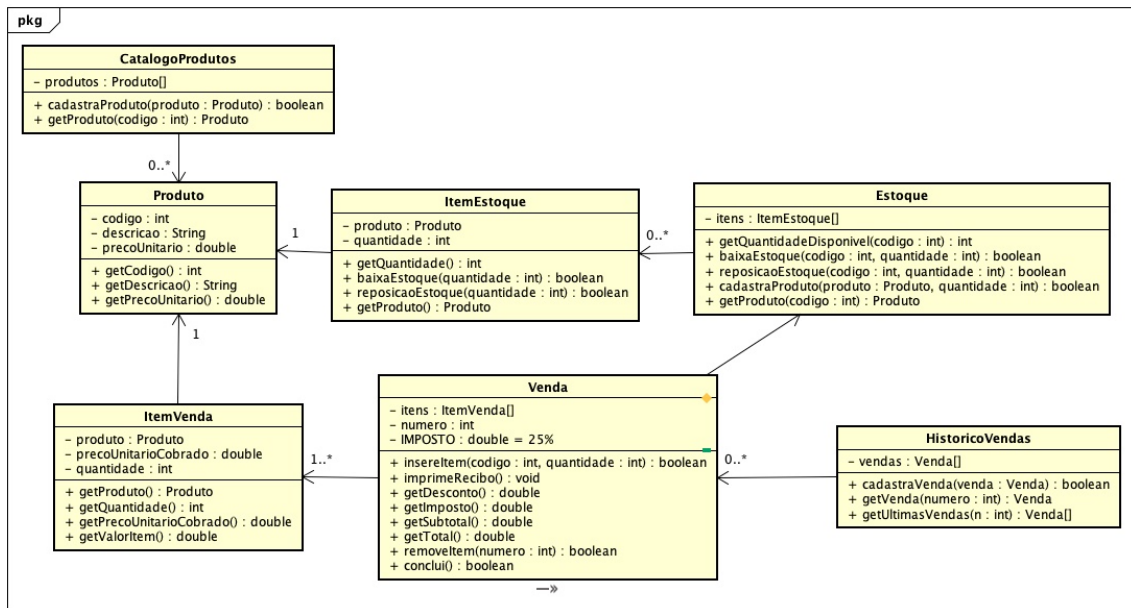 pkg
CatalogoProdutos
– produtos : Produto[]
+ cadastraProduto(produto : Produto) : boolean
+ getProduto(codigo : int) : Produto
0..*
Produto
– codigo : int
– descricao : String
– precoUnitario : double
+ getCodigo() : int
+ getDescricao() : String
+ getPrecoUnitario() : double
1
1
ItemEstoque
– produto : Produto
– quantidade : int
+ getQuantidade() : int
+ baixaEstoque(quantidade : int) : boolean
+ reposicaoEstoque(quantidade : int) : boolean
+ getProduto() : Produto
0..*
Estoque
– itens : ItemEstoque[]
+ getQuantidadeDisponivel(codigo : int) : int
+ baixaEstoque(codigo : int, quantidade : int) : boolean
+ reposicaoEstoque(codigo : int, quantidade : int) : boolean
+ cadastraProduto(produto : Produto, quantidade : int) : boolean
+ getProduto(codigo : int) : Produto
ItemVenda
– produto : Produto
– precoUnitarioCobrado : double
– quantidade : int
+ getProduto() : Produto
+ getQuantidade() : int
+ getPrecoUnitarioCobrado() : double
+ getValorItem() : double
1..*
Venda
– itens : ItemVenda[]
– numero : int
– IMPOSTO : double = 25%
+ insereItem(codigo : int, quantidade : int) : boolean
+ imprimeRecibo() : void
+ getDesconto() : double
+ getImposto() : double
+ getSubtotal() : double
+ getTotal() : double
+ removeItem(numero : int) : boolean
+ conclui() : boolean
0..*
HistoricoVendas
– vendas : Venda[]
+ cadastraVenda(venda : Venda) : boolean
+ getVenda(numero : int) : Venda
+ getUltimasVendas(n : int) : Venda[]